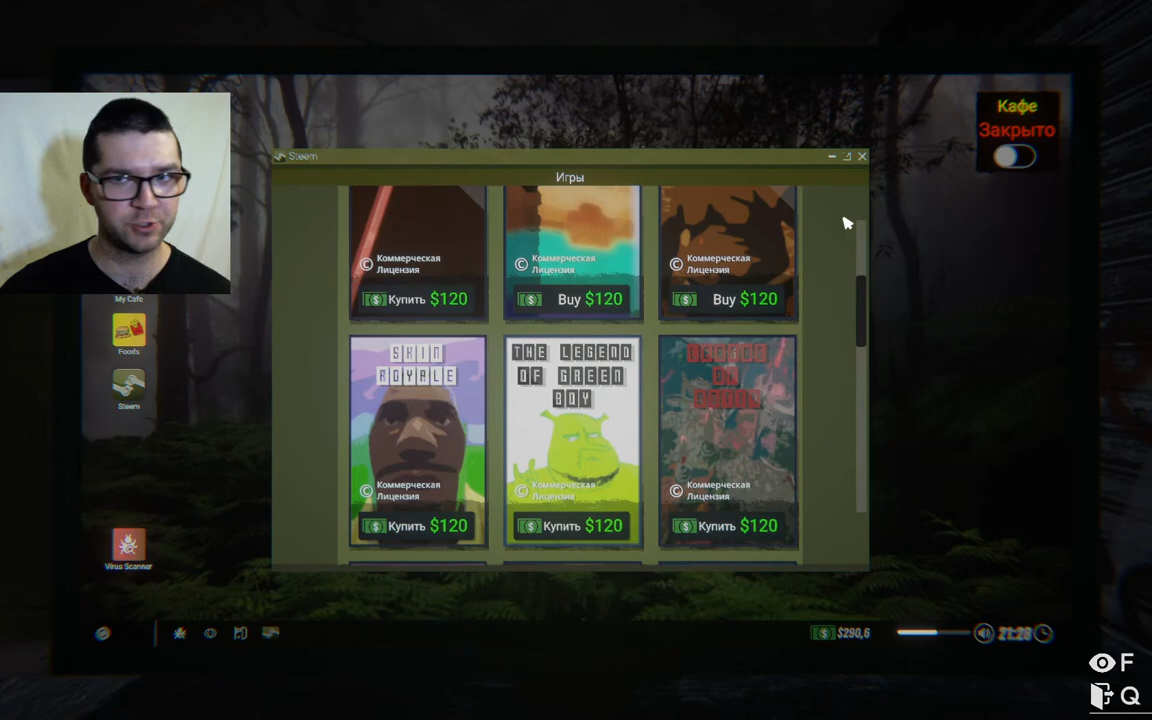 Кафе
Закрыто
Steem
Игры
Коммерческая
Лицензия
Купить $120
Коммерческая
Лицензия
Buy $120
Коммерческая
Лицензия
Buy $120
My Cafe
Foods
Steem
SKIN
ROYALE
Коммерческая
Лицензия
Купить $120
THE LEGEND
OF GREEN
BOY
Коммерческая
Лицензия
Купить $120
Коммерческая
Лицензия
Купить $120
Virus Scanner
$290,6
21:28
F
Q